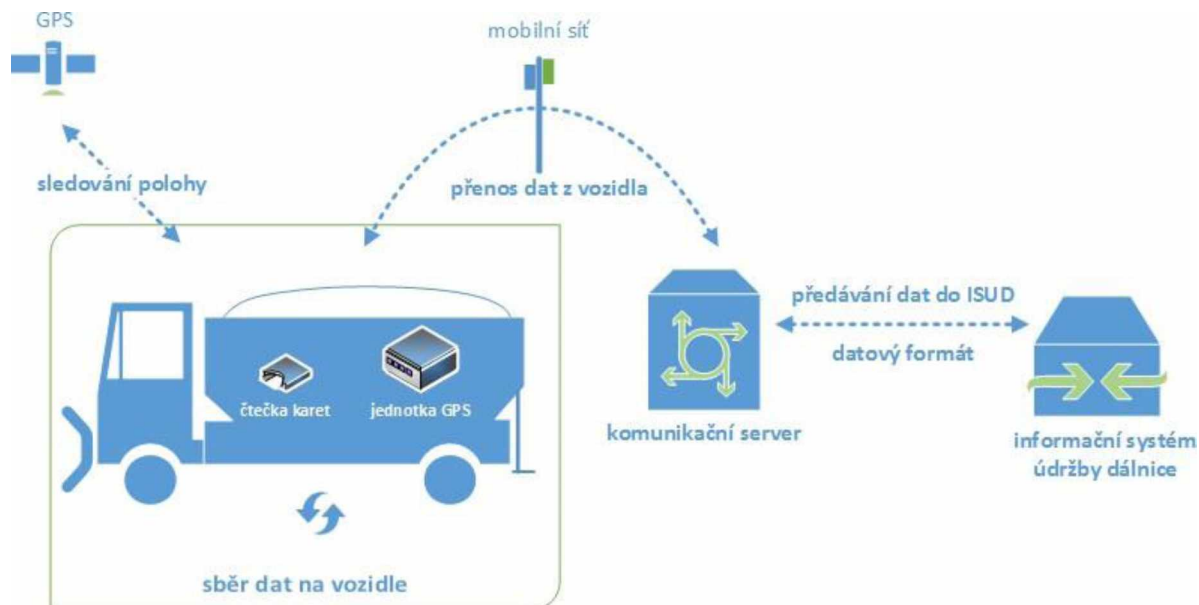 GPS
mobilní síť
sledování polohy
přenos dat z vozidla
čtečka karet
jednotka GPS
sběr dat na vozidle
komunikační server
předávání dat do ISUD
datový formát
informační systém
údržby dálnice